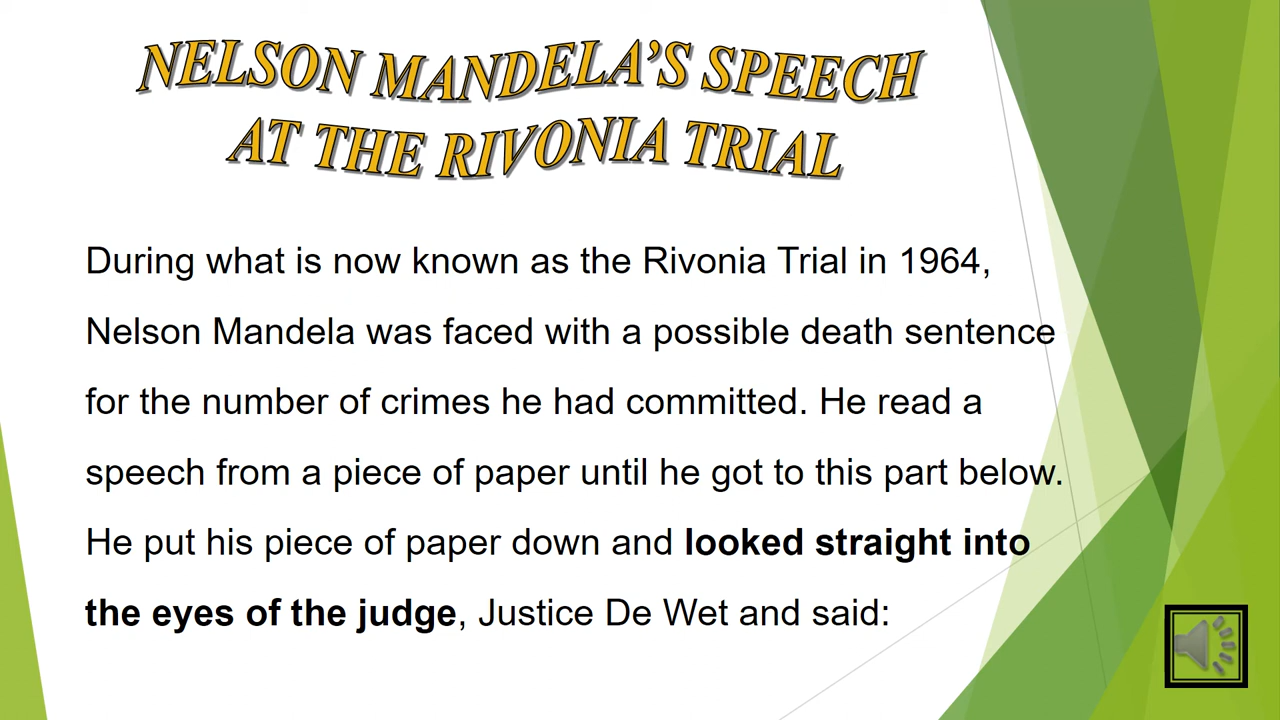 NELSON MANDELA’S SPEECH
AT THE RIVONIA TRIAL
During what is now known as the Rivonia Trial in 1964,
Nelson Mandela was faced with a possible death sentence
for the number of crimes he had committed. He read a
speech from a piece of paper until he got to this part below.
He put his piece of paper down and looked straight into
the eyes of the judge, Justice De Wet and said: